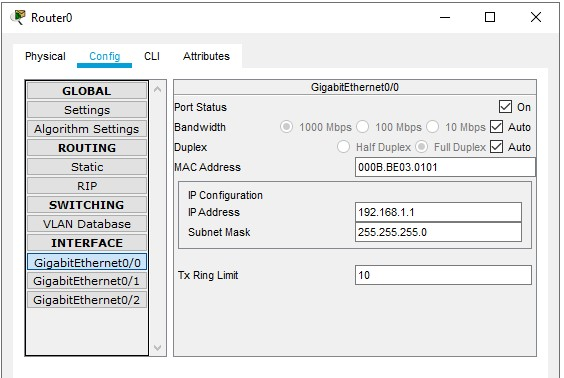 Router0
Physical Config CLI Attributes
GLOBAL
Settings
Algorithm Settings
ROUTING
Static
RIP
SWITCHING
VLAN Database
INTERFACE
GigabitEthernet0/0
GigabitEthernet0/1
GigabitEthernet0/2
GigabitEthernet0/0
Port Status On
Bandwidth 1000 Mbps 100 Mbps 10 Mbps Auto
Duplex Half Duplex Full Duplex Auto
MAC Address 000B.BE03.0101
IP Configuration
IP Address 192.168.1.1
Subnet Mask 255.255.255.0
Tx Ring Limit 10